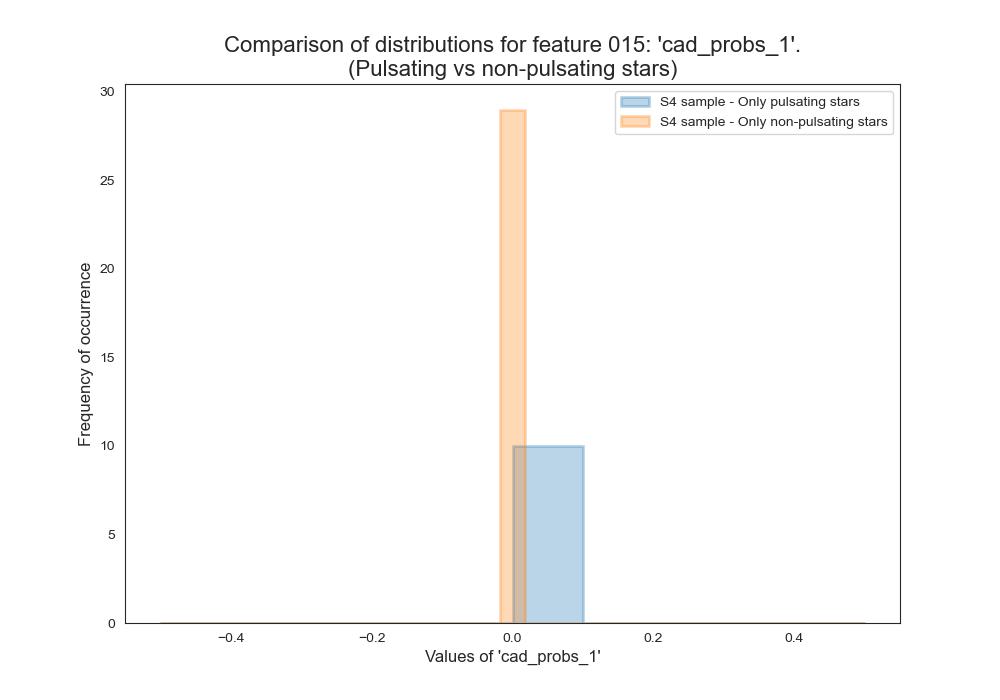 Comparison of distributions for feature 015: 'cad_probs_1'.
(Pulsating vs non-pulsating stars)
S4 sample - Only pulsating stars
S4 sample - Only non-pulsating stars
30
25
20
15
10
5
0
Frequency of occurrence
−0.4
−0.2
0.0
0.2
0.4
Values of 'cad_probs_1'